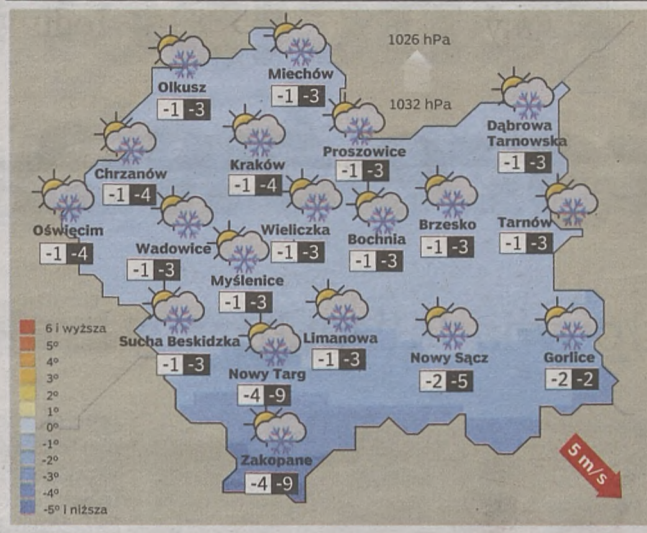 1026 hPa
1032 hPa
Olkusz
-1 -3
Miechów
-1 -3
Dąbrowa
Tarnowska
-1 -3
Proszowice
-1 -3
Kraków
-1 -4
Chrzanów
-1 -4
Oświęcim
-1 -4
Wadowice
-1 -3
Wieliczka
-1 -3
Bochnia
-1 -3
Brzesko
-1 -3
Tarnów
-1 -3
Myślenice
-1 -3
Sucha Beskidzka
-1 -3
Limanowa
-1 -3
Nowy Targ
-4 -9
Nowy Sącz
-2 -5
Gorlice
-2 -2
Zakopane
-4 -9
6 i wyższa
5°
4°
3°
2°
1°
0°
-1°
-2°
-3°
-4°
-5° i niższa
5 m/s